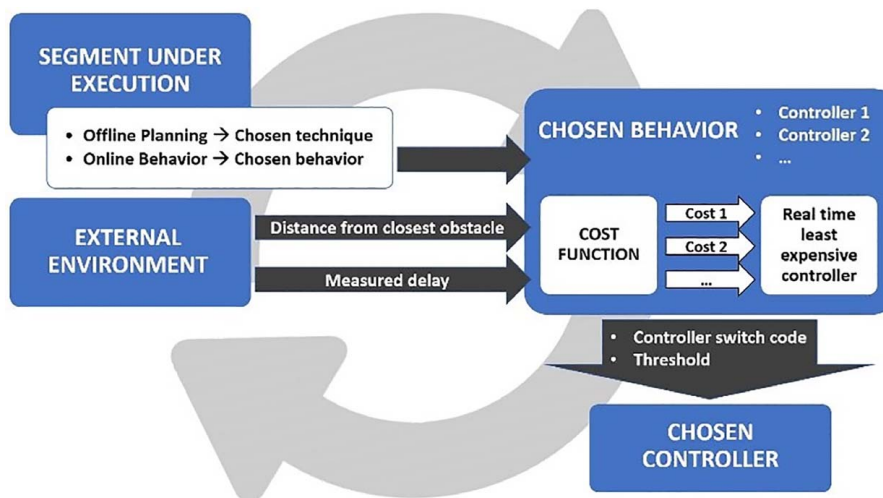 SEGMENT UNDER
EXECUTION
• Offline Planning → Chosen technique
• Online Behavior → Chosen behavior
EXTERNAL
ENVIRONMENT
Distance from closest obstacle
Measured delay
CHOSEN BEHAVIOR
• Controller 1
• Controller 2
• ...
COST
FUNCTION
Cost 1
Cost 2
...
Real time
least
expensive
controller
• Controller switch code
• Threshold
CHOSEN
CONTROLLER